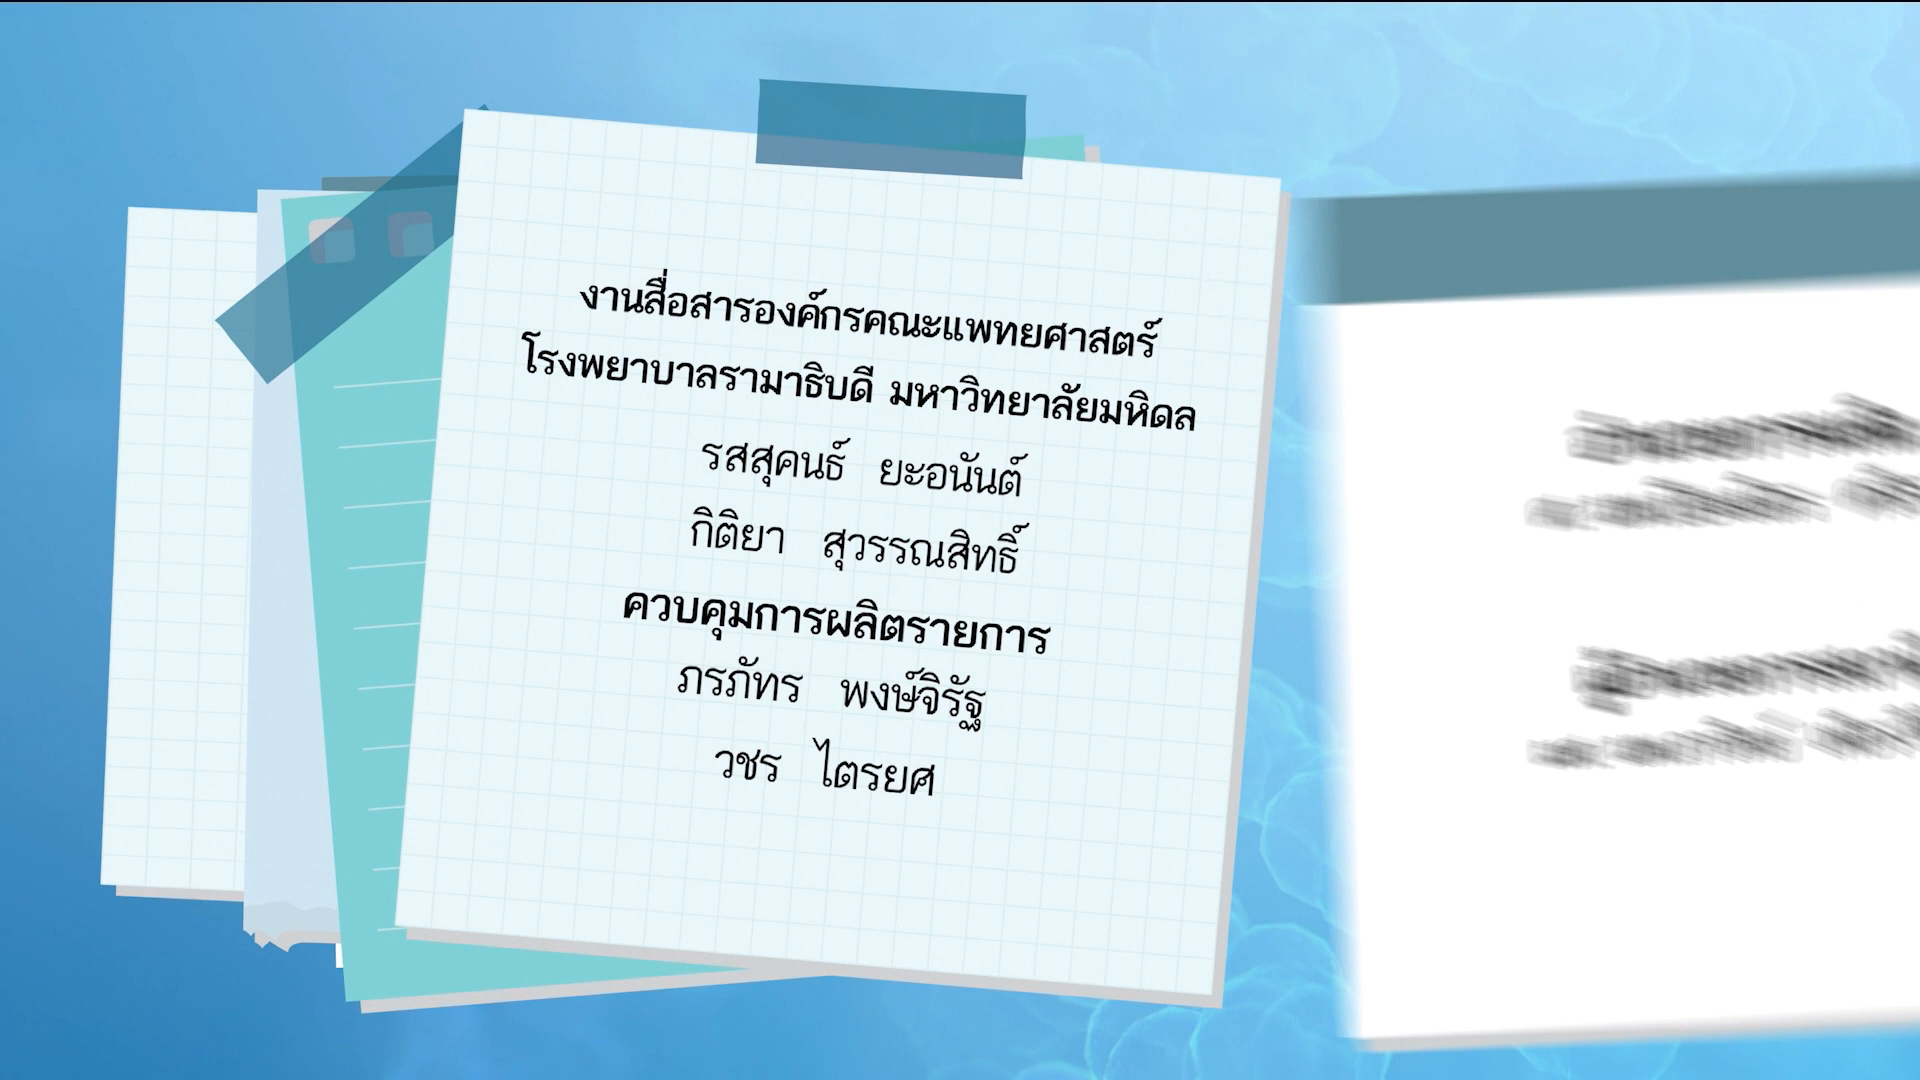 งานสื่อสารองค์กรคณะแพทยศาสตร์
โรงพยาบาลรามาธิบดี มหาวิทยาลัยมหิดล
รสสุคนธ์ ยะอนันต์
กิติยา สุวรรณสิทธิ์
ควบคุมการผลิตรายการ
ภรภัทร พงษ์จิรัฐ
วชร ไตรยศ